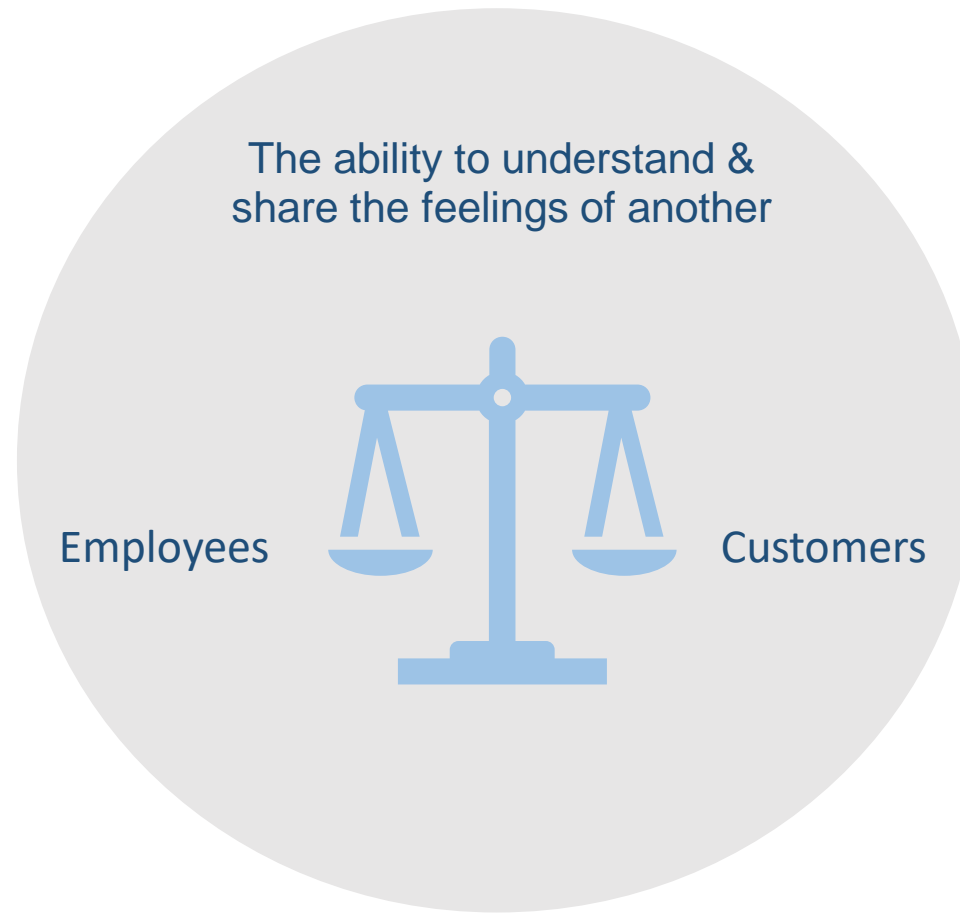 The ability to understand &
share the feelings of another
Employees
Customers